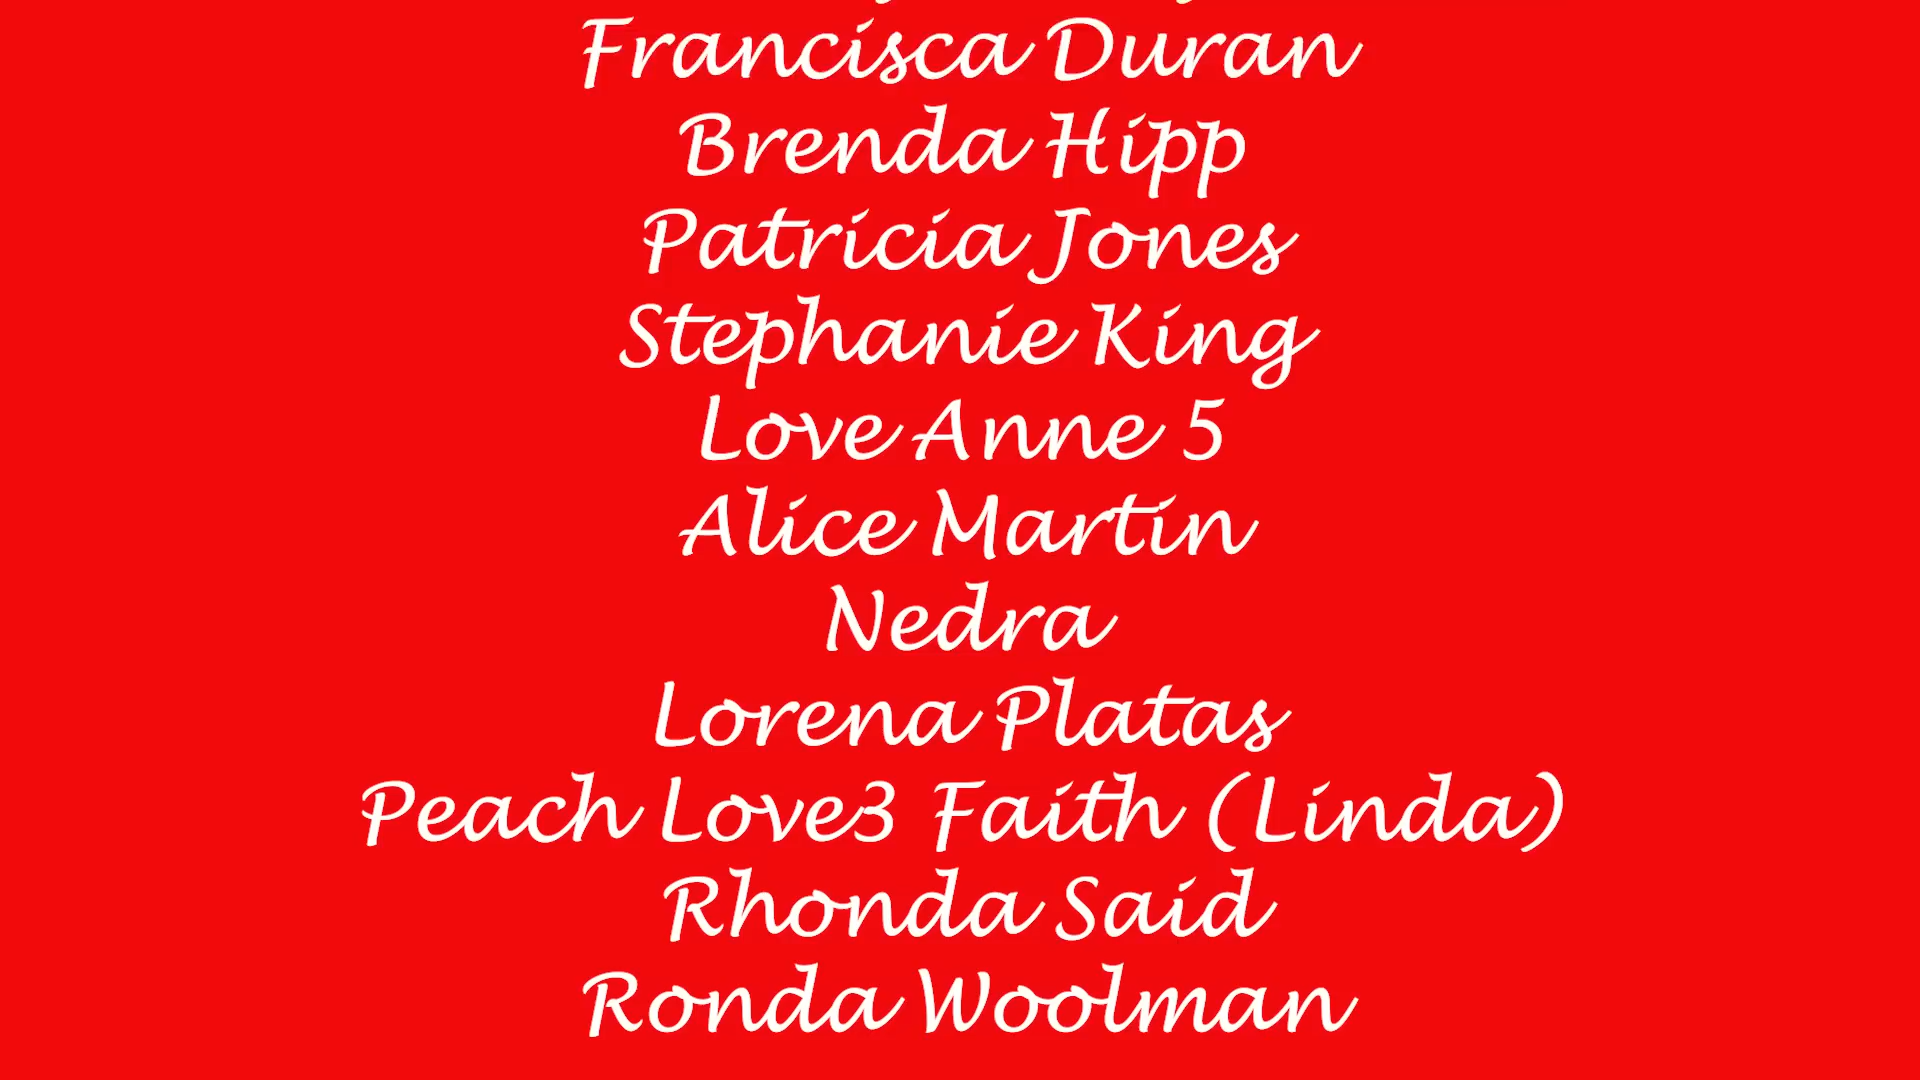 Francisca Duran
Brenda Hipp
Patricia Jones
Stephanie King
Love Anne 5
Alice Martin
Nedra
Lorena Platas
Peach Love3 Faith (Linda)
Rhonda Said
Ronda Woolman